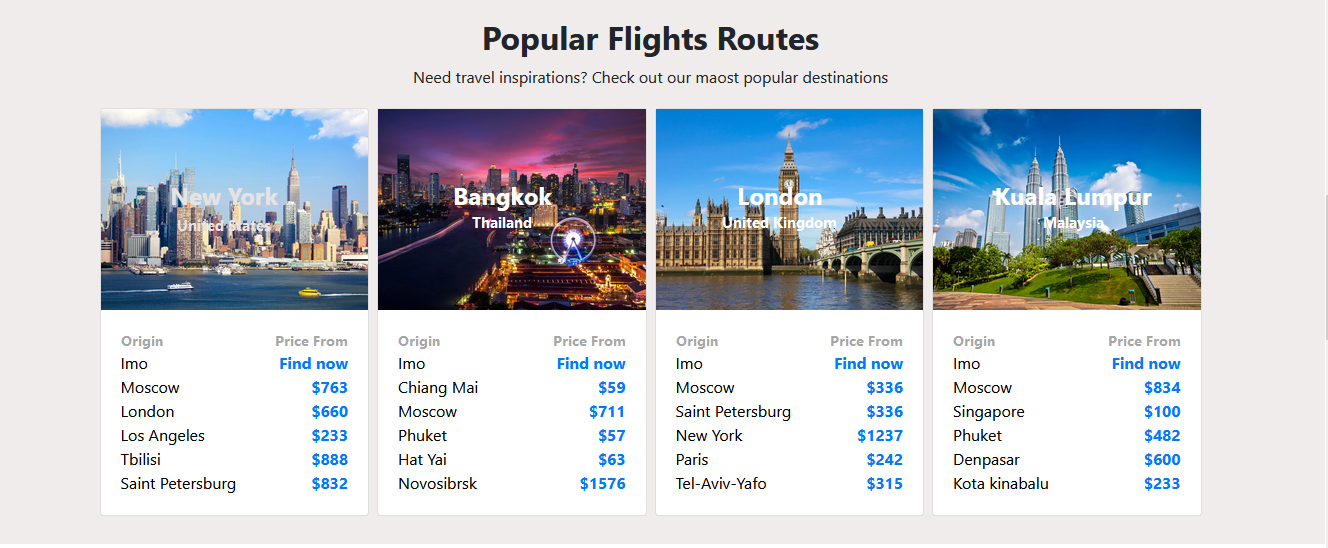 Popular Flights Routes
Need travel inspirations? Check out our maost popular destinations
New York
United States
Origin Price From
Imo Find now
Moscow $763
London $660
Los Angeles $233
Tbilisi $888
Saint Petersburg $832
Bangkok
Thailand
Origin Price From
Imo Find now
Chiang Mai $59
Moscow $711
Phuket $57
Hat Yai $63
Novosibrsk $1576
London
United Kingdom
Origin Price From
Imo Find now
Moscow $336
Saint Petersburg $336
New York $1237
Paris $242
Tel-Aviv-Yafo $315
Kuala Lumpur
Malaysia
Origin Price From
Imo Find now
Moscow $834
Singapore $100
Phuket $482
Denpasar $600
Kota kinabalu $233